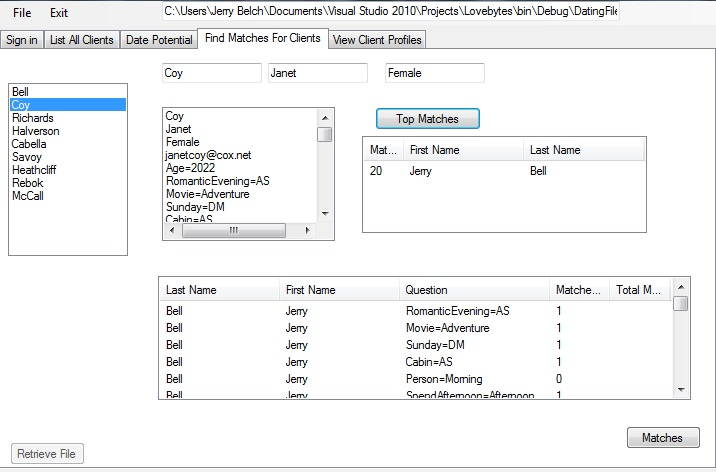 File Exit C:\Users\Jerry Belch\Documents\Visual Studio 2010\Projects\Lovebytes\bin\Debug\DatingFile
Sign in List All Clients Date Potential Find Matches For Clients View Client Profiles
Coy Janet Female
Bell
Coy
Richards
Halverson
Cabella
Savoy
Heathcliff
Rebok
McCall
Coy
Janet
Female
janetcoy@cox.net
Age=2022
RomanticEvening=AS
Movie=Adventure
Sunday=DM
Cabin=AS
Top Matches
Mat... First Name Last Name
20 Jerry Bell
Last Name First Name Question Matche... Total M...
Bell Jerry RomanticEvening=AS 1
Bell Jerry Movie=Adventure 1
Bell Jerry Sunday=DM 1
Bell Jerry Cabin=AS 1
Bell Jerry Person=Morning 0
Bell Jerry SpendAfternoon=Afternoon 1
Matches
Retrieve File